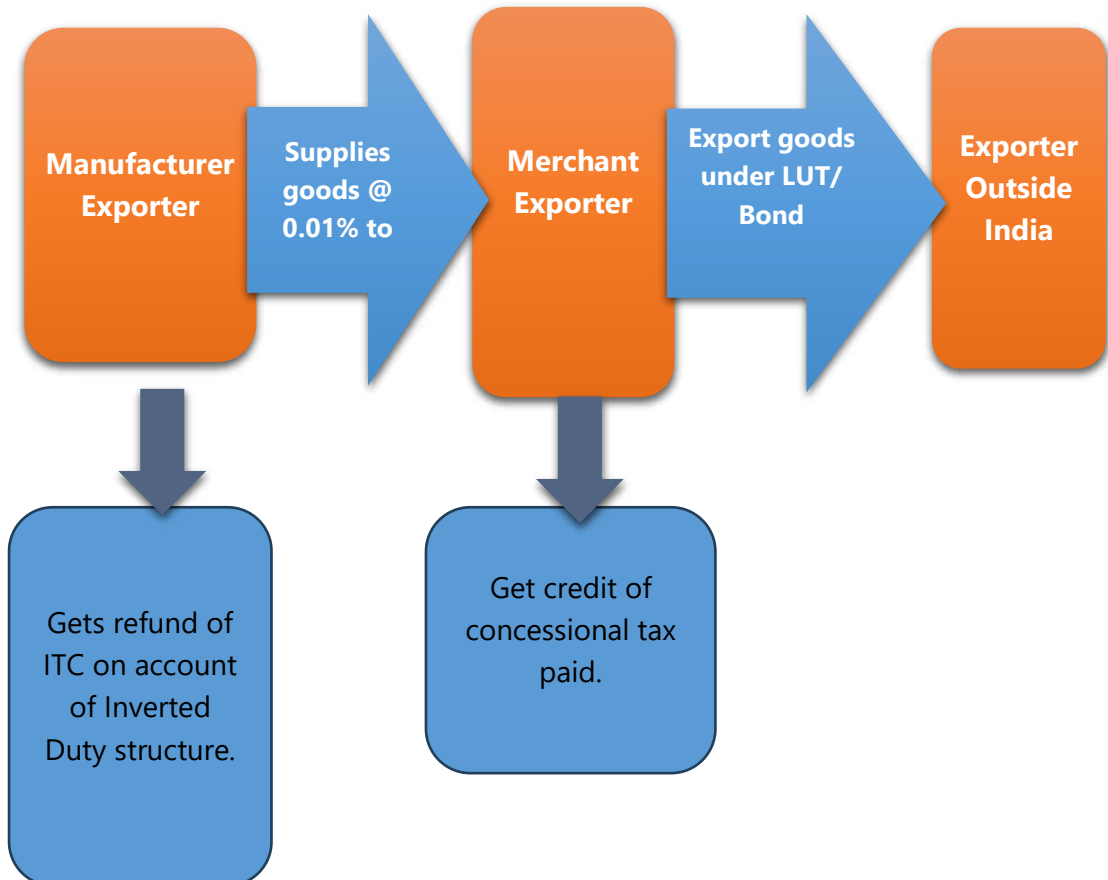 Manufacturer
Exporter
Supplies
goods @
0.01% to
Merchant
Exporter
Export goods
under LUT/
Bond
Exporter
Outside
India
Gets refund of
ITC on account
of Inverted
Duty structure.
Get credit of
concessional tax
paid.